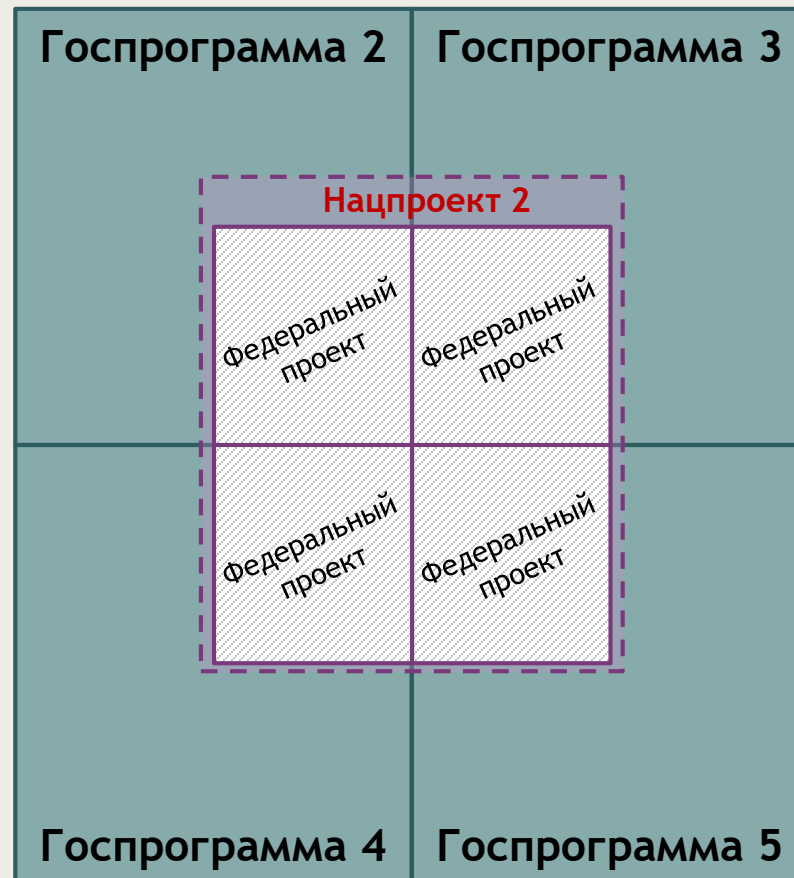 Госпрограмма 2
Госпрограмма 3
Нацпроект 2
Федеральный
проект
Федеральный
проект
Федеральный
проект
Федеральный
проект
Госпрограмма 4
Госпрограмма 5